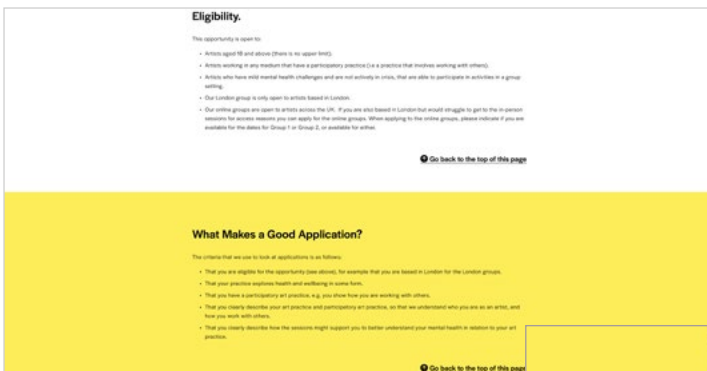 Eligibility.
This opportunity is open to:
• Artists aged 18 and above (there is no upper limit).
• Artists working in any medium that have a participatory practice (i.e a practice that involves working with others).
• Artists who have mild mental health challenges and are not actively in crisis, that are able to participate in activities in a group
setting.
• Our London group is only open to artists based in London.
• Our online groups are open to artists across the UK. If you are also based in London but would struggle to get to the in-person
sessions for access reasons you can apply for the online groups. When applying to the online groups, please indicate if you are
available for the dates for Group 1 or Group 2, or available for either.
Go back to the top of this page
What Makes a Good Application?
The criteria that we use to look at applications is as follows:
• That you are eligible for the opportunity (see above), for example that you are based in London for the London groups.
• That your practice explores health and wellbeing in some form.
• That you have a participatory art practice, e.g. you show how you are working with others.
• That you clearly describe your art practice and participatory art practice, so that we understand who you are as an artist, and
how you work with others.
• That you clearly describe how the sessions might support you to better understand your mental health in relation to your art
practice.
Go back to the top of this page